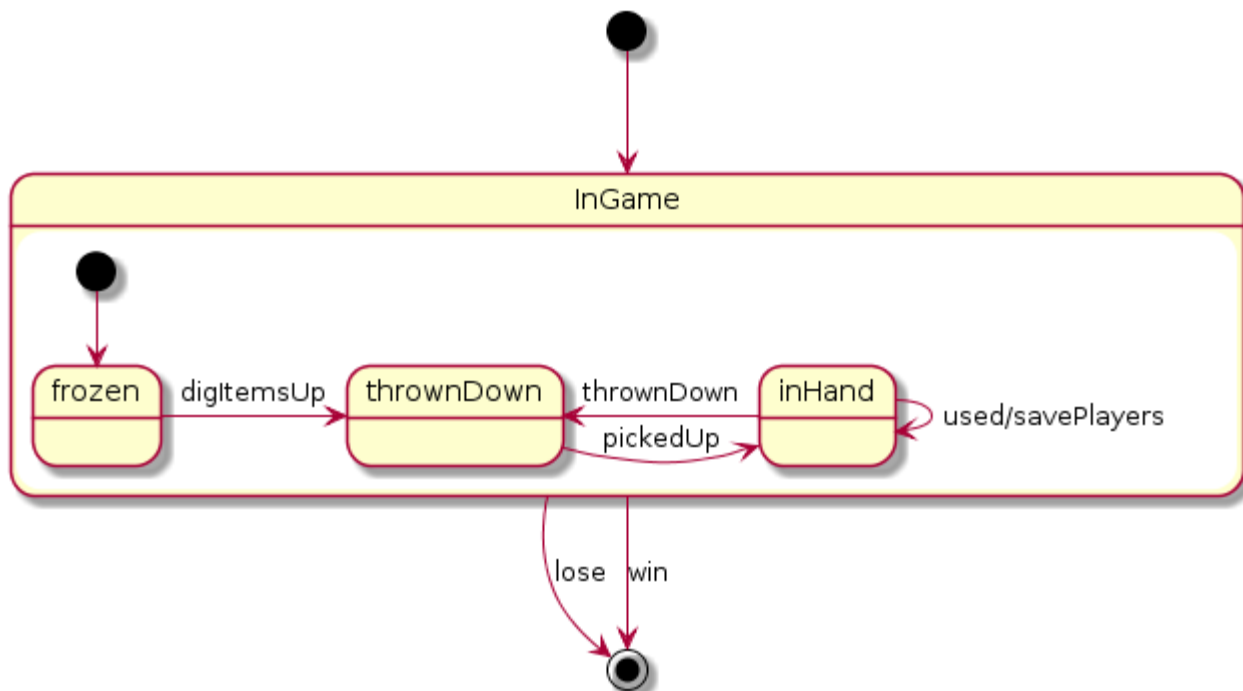 InGame
frozen
digItemsUp
thrownDown
thrownDown
pickedUp
inHand
used/savePlayers
lose
win